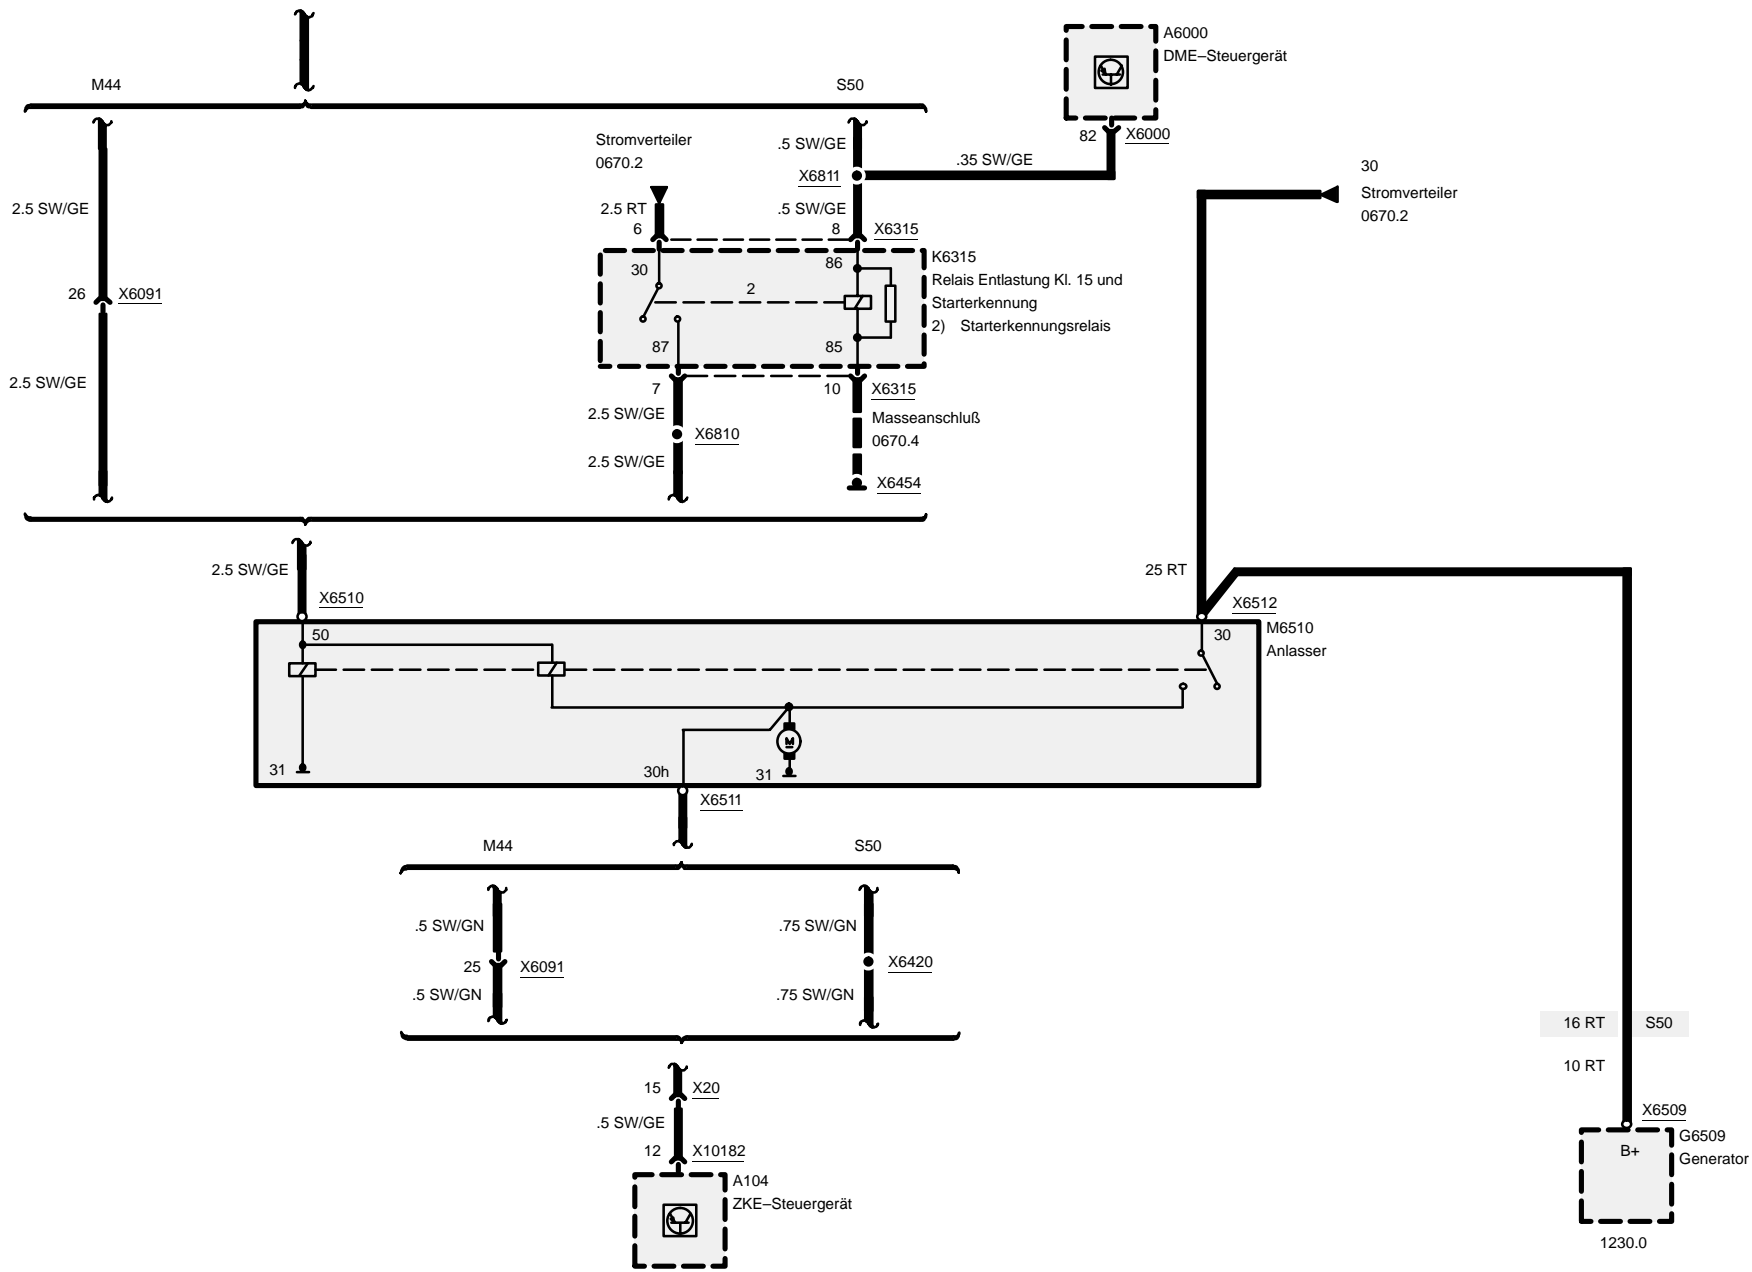 A6000
DME–Steuergerät
M44
S50
82
X6000
Stromverteiler
0670.2
.5 SW/GE
.35 SW/GE
X6811
30
Stromverteiler
0670.2
2.5 SW/GE
2.5 RT
.5 SW/GE
6
8
X6315
K6315
Relais Entlastung Kl. 15 und
Starterkennung
2) Starterkennungsrelais
30
86
2
87
85
26
X6091
2.5 SW/GE
7
10
X6315
2.5 SW/GE
Masseanschluß
0670.4
X6810
2.5 SW/GE
X6454
2.5 SW/GE
25 RT
X6510
X6512
50
30
M6510
Anlasser
M
31
30h
31
X6511
M44
S50
.5 SW/GN
.75 SW/GN
25
X6091
X6420
.5 SW/GN
.75 SW/GN
16 RT
S50
10 RT
15
X20
.5 SW/GE
12
X10182
X6509
G6509
Generator
B+
A104
ZKE–Steuergerät
1230.0